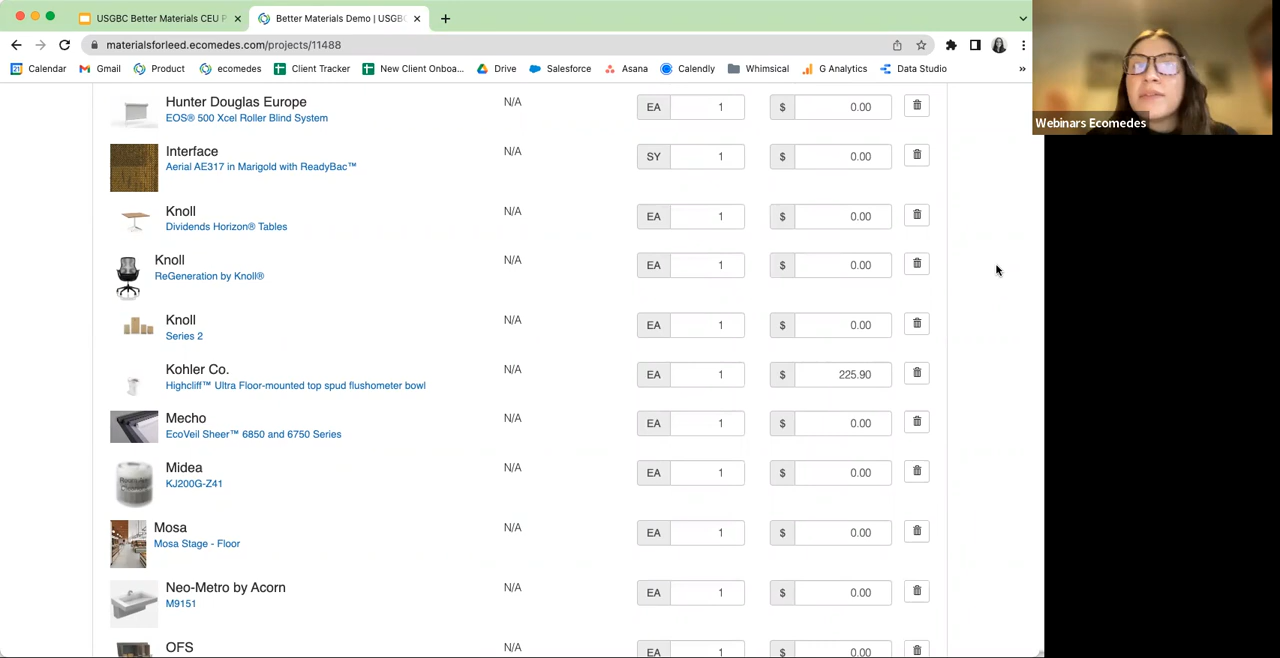 USGBC Better Materials CEU P
Better Materials Demo | USGBC
materialsforleed.ecomedes.com/projects/11488
Calendar
Gmail
Product
ecomedes
Client Tracker
New Client Onboa...
Drive
Salesforce
Asana
Calendly
Whimsical
G Analytics
Data Studio
»
Webinars Ecomedes
Hunter Douglas Europe
EOS® 500 Xcel Roller Blind System
N/A
EA 1
$ 0.00
Interface
Aerial AE317 in Marigold with ReadyBac™
N/A
SY 1
$ 0.00
Knoll
Dividends Horizon® Tables
N/A
EA 1
$ 0.00
Knoll
ReGeneration by Knoll®
N/A
EA 1
$ 0.00
Knoll
Series 2
N/A
EA 1
$ 0.00
Kohler Co.
Highcliff™ Ultra Floor-mounted top spud flushometer bowl
N/A
EA 1
$ 225.90
Mecho
EcoVeil Sheer™ 6850 and 6750 Series
N/A
EA 1
$ 0.00
Midea
KJ200G-Z41
N/A
EA 1
$ 0.00
Mosa
Mosa Stage - Floor
N/A
EA 1
$ 0.00
Neo-Metro by Acorn
M9151
N/A
EA 1
$ 0.00
OFS
N/A
EA 1
$ 0.00